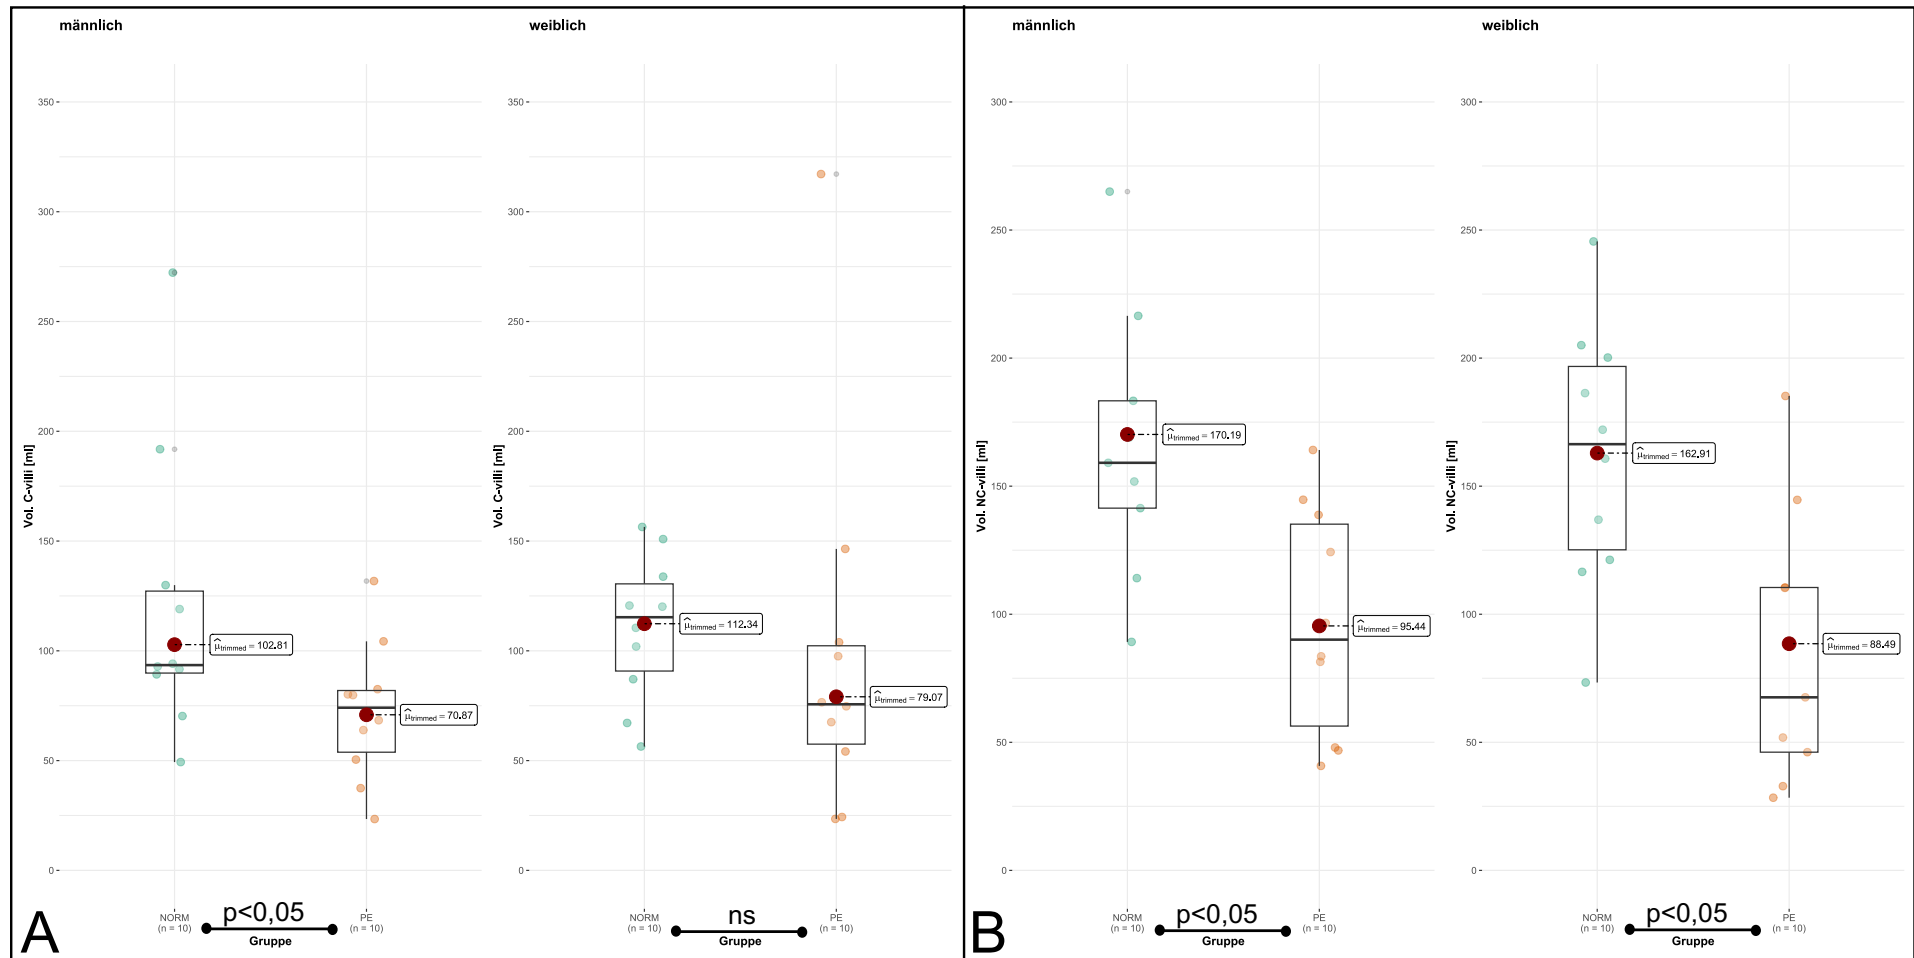 männlich
350
300
250
200
150
100
50
0
Vol. C-villi [ml]
μ̂trimmed = 102.81
μ̂trimmed = 70.87
NORM
(n = 10)
PE
(n = 10)
p<0,05
Gruppe
weiblich
350
300
250
200
150
100
50
0
Vol. C-villi [ml]
μ̂trimmed = 112.34
μ̂trimmed = 79.07
NORM
(n = 10)
PE
(n = 10)
ns
Gruppe
A
männlich
300
250
200
150
100
50
0
Vol. NC-villi [ml]
μ̂trimmed = 170.19
μ̂trimmed = 95.44
NORM
(n = 10)
PE
(n = 10)
p<0,05
Gruppe
weiblich
300
250
200
150
100
50
0
Vol. NC-villi [ml]
μ̂trimmed = 162.91
μ̂trimmed = 88.49
NORM
(n = 10)
PE
(n = 10)
p<0,05
Gruppe
B